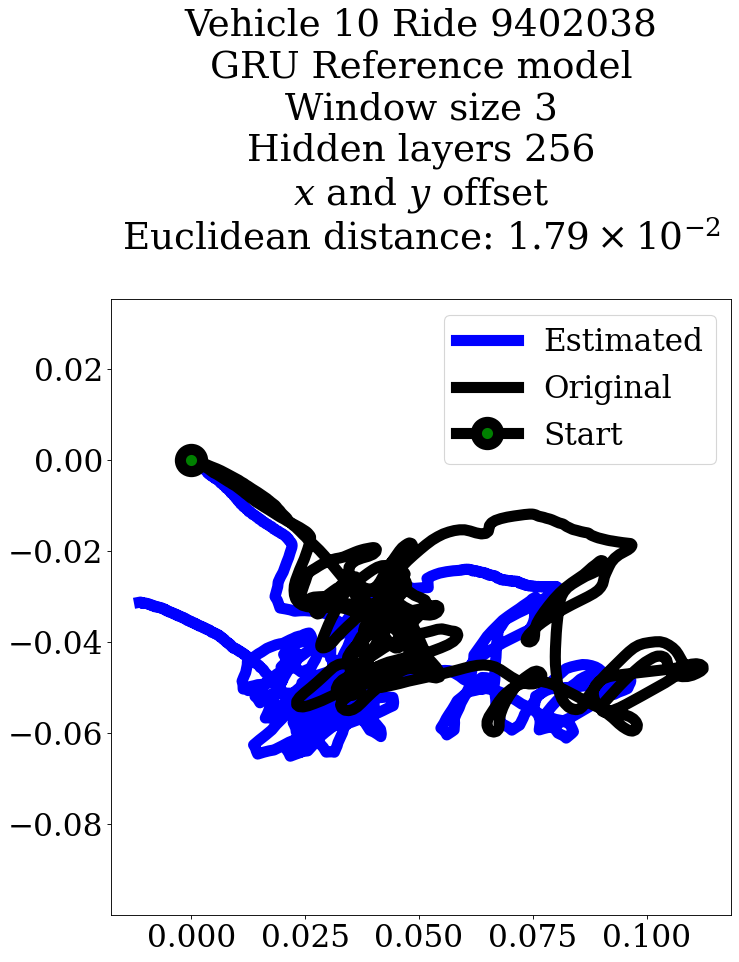 Vehicle 10 Ride 9402038
GRU Reference model
Window size 3
Hidden layers 256
x and y offset
Euclidean distance: 1.79 × 10⁻²
Estimated
Original
Start
0.02
0.00
−0.02
−0.04
−0.06
−0.08
0.000 0.025 0.050 0.075 0.100